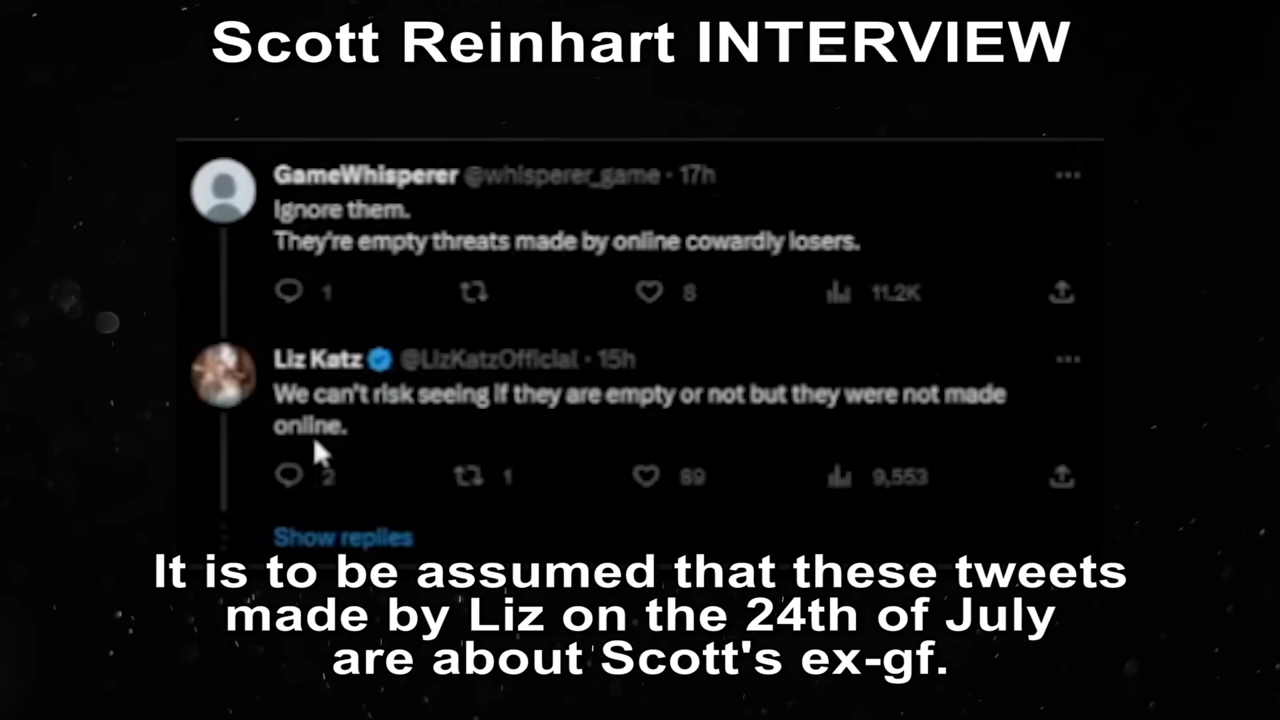 Scott Reinhart INTERVIEW
GameWhisperer @whisperer_game · 17h
Ignore them.
They're empty threats made by online cowardly losers.
1 8 11.2K
Liz Katz @LizKatzOfficial · 15h
We can't risk seeing if they are empty or not but they were not made
online.
2 1 89 9,553
Show replies
It is to be assumed that these tweets
made by Liz on the 24th of July
are about Scott's ex-gf.